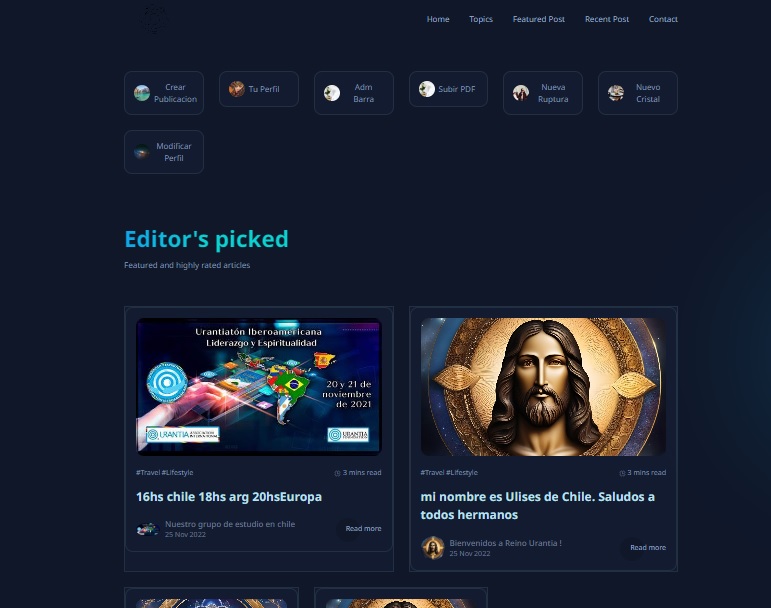 Home Topics Featured Post Recent Post Contact
Crear
Publicacion
Tu Perfil
Adm
Barra
Subir PDF
Nueva
Ruptura
Nuevo
Cristal
Modificar
Perfil
Editor's picked
Featured and highly rated articles
Urantiatón Iberoamericana
Liderazgo y Espiritualidad
20 y 21 de
noviembre
de 2021
URANTIA ASSOCIATION
INTERNATIONAL
URANTIA
#Travel #Lifestyle 3 mins read
16hs chile 18hs arg 20hsEuropa
Nuestro grupo de estudio en chile
25 Nov 2022
Read more
#Travel #Lifestyle 3 mins read
mi nombre es Ulises de Chile. Saludos a
todos hermanos
Bienvenidos a Reino Urantia !
25 Nov 2022
Read more